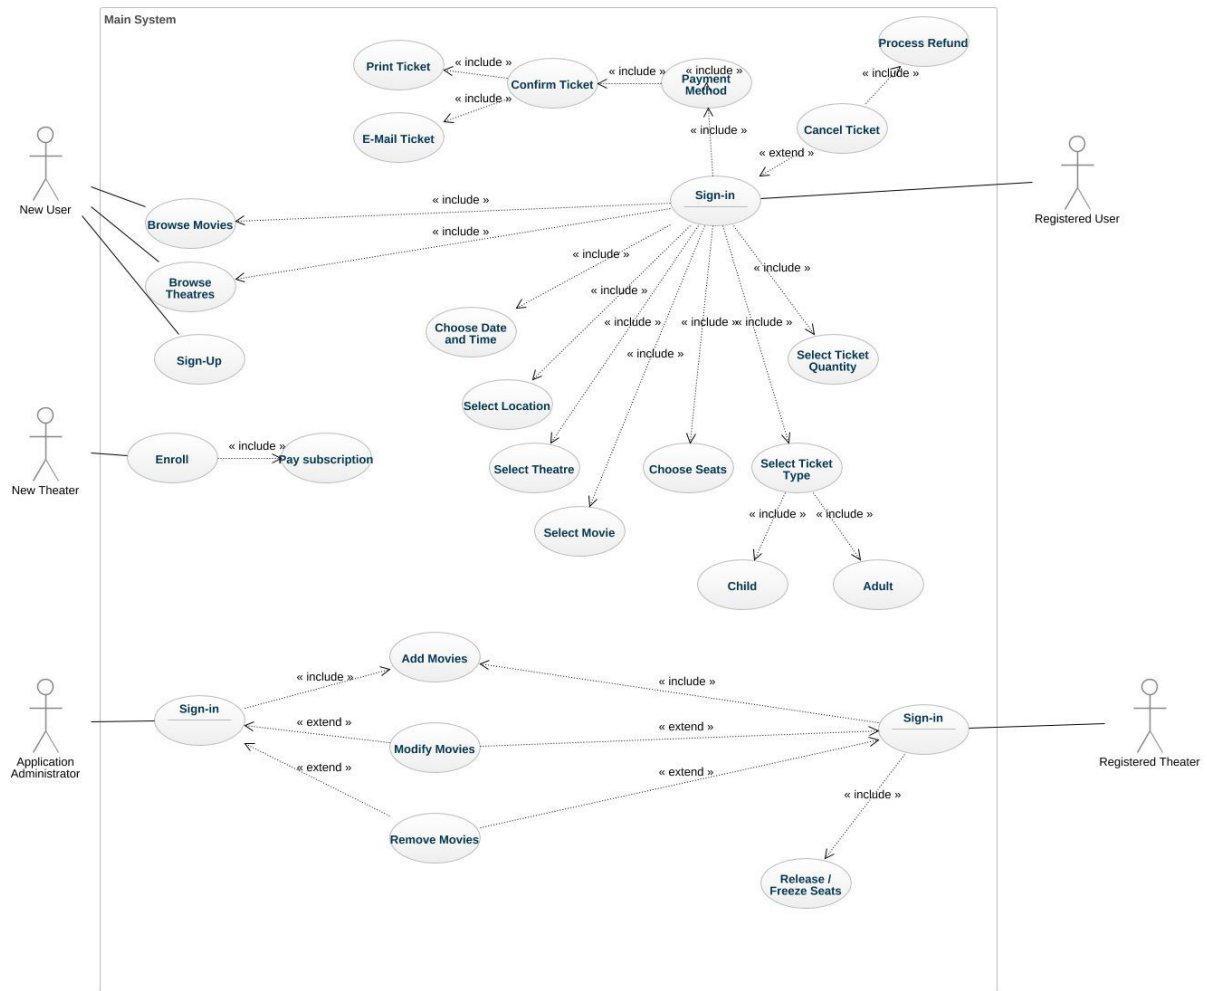 Main System
Process Refund
« include »
Print Ticket
« include »
Confirm Ticket
« include »
« include »
Payment
Method
« include »
E-Mail Ticket
« include »
Cancel Ticket
« extend »
New User
Sign-in
Registered User
Browse Movies
« include »
« include »
Browse
Theatres
« include »
« include »
« include »
« include »
« include »
« include »
« include »
Choose Date
and Time
Sign-Up
Select Ticket
Quantity
Select Location
New Theater
Enroll
« include »
Pay subscription
Select Theatre
Choose Seats
Select Ticket
Type
Select Movie
« include »
« include »
Child
Adult
Add Movies
« include »
« include »
Application
Administrator
Sign-in
« extend »
Modify Movies
« extend »
Sign-in
Registered Theater
« extend »
« extend »
Remove Movies
« include »
Release /
Freeze Seats